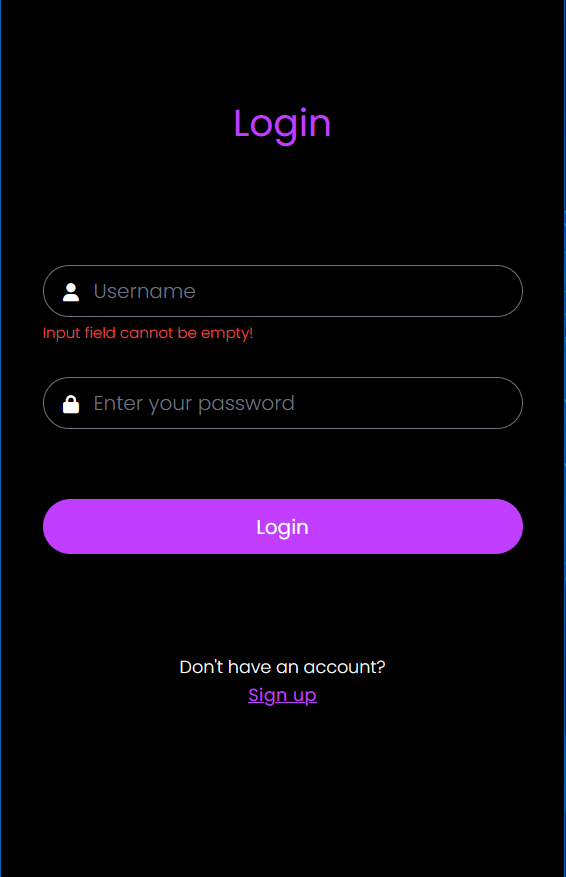 Login
Username
Input field cannot be empty!
Enter your password
Login
Don't have an account?
Sign up